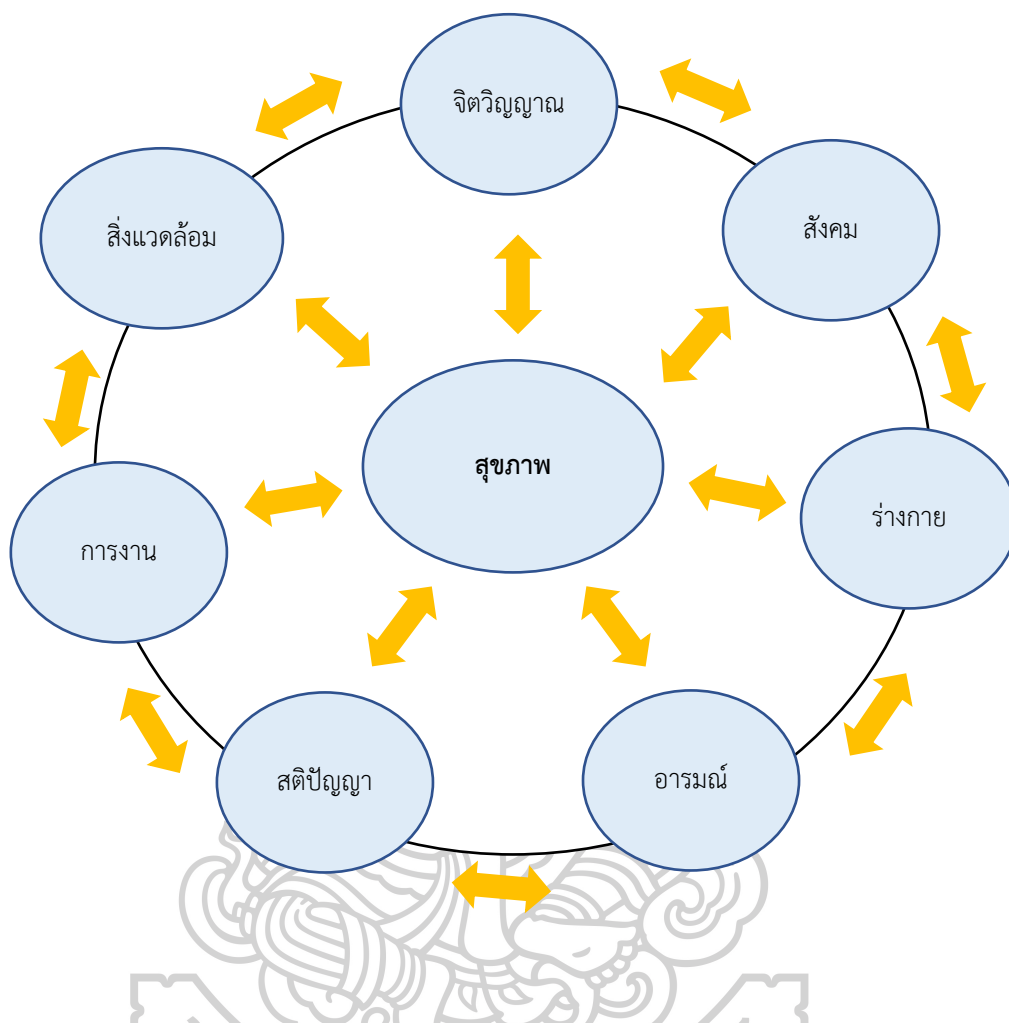 จิตวิญญาณ
สิ่งแวดล้อม
สังคม
สุขภาพ
ร่างกาย
การงาน
สติปัญญา
อารมณ์